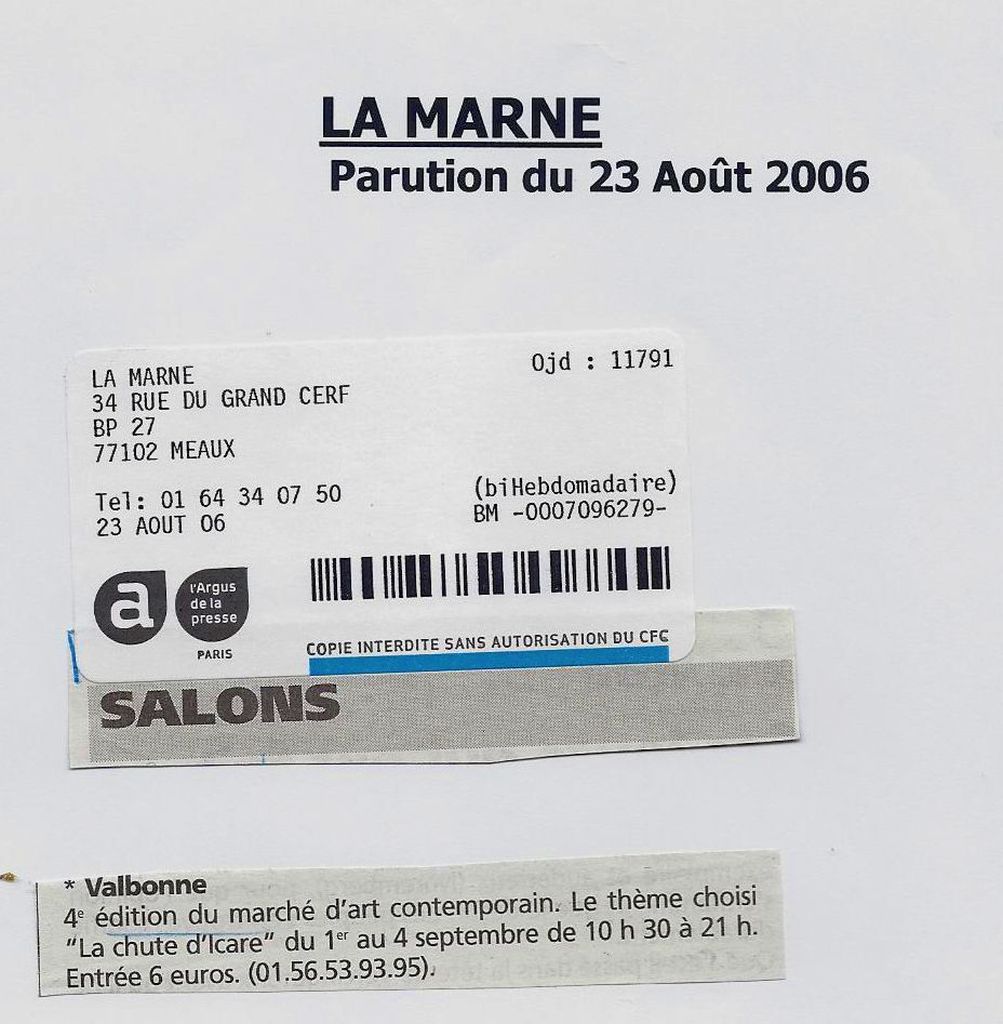 LA MARNE
Parution du 23 Août 2006
LA MARNE
34 RUE DU GRAND CERF
BP 27
77102 MEAUX
Ojd : 11791
Tel: 01 64 34 07 50
23 AOUT 06
(biHebdomadaire)
BM -0007096279-
a
l'Argus
de la
presse
PARIS
COPIE INTERDITE SANS AUTORISATION DU CFC
SALONS
* Valbonne
4e édition du marché d'art contemporain. Le thème choisi
"La chute d'Icare" du 1er au 4 septembre de 10 h 30 à 21 h.
Entrée 6 euros. (01.56.53.93.95).